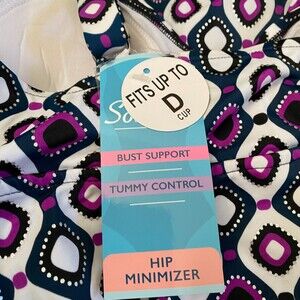 FITS UP TO
D
CUP
BUST SUPPORT
TUMMY CONTROL
HIP
MINIMIZER